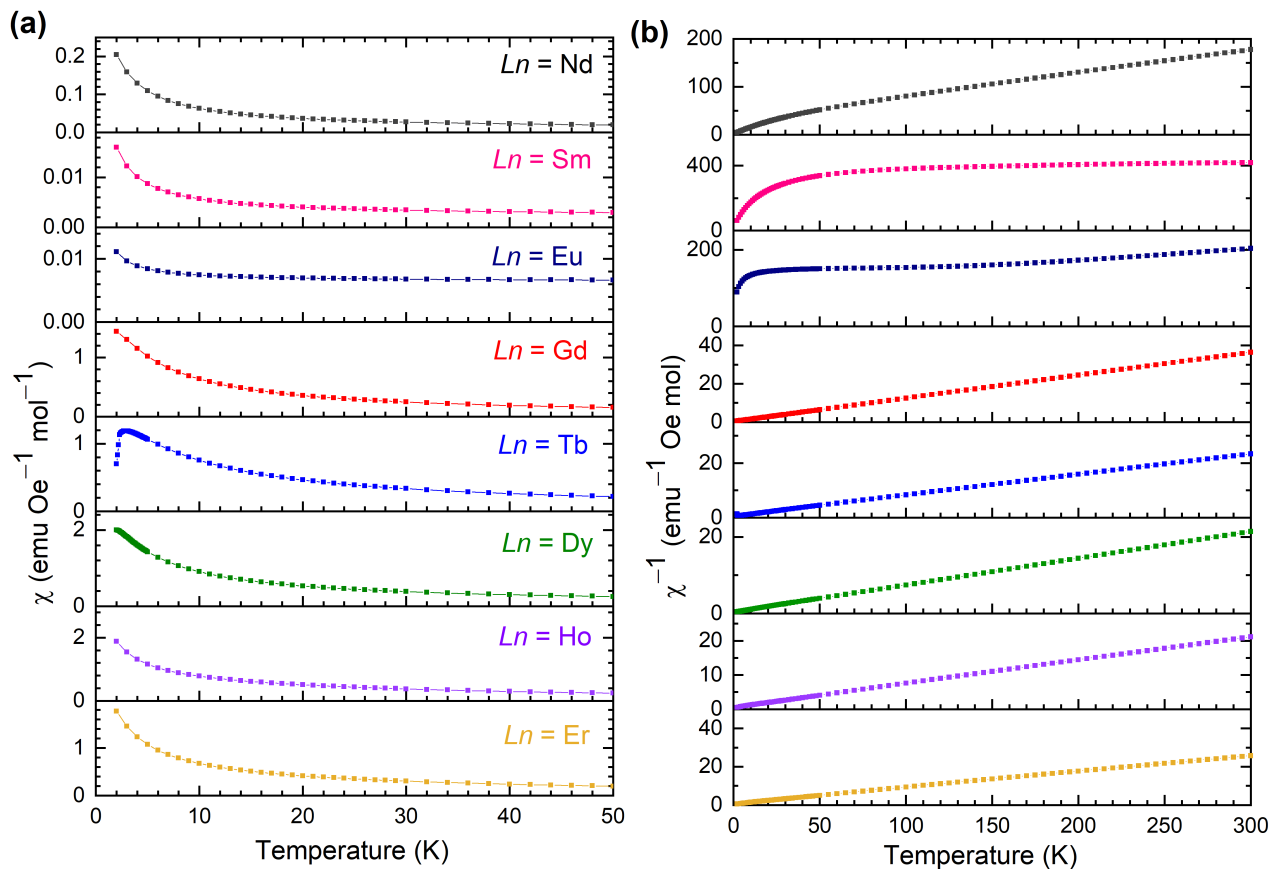 (a)
χ (emu Oe⁻¹ mol⁻¹)
0.2
0.1
0.0
Ln = Nd
0.01
0.00
Ln = Sm
0.01
0.00
Ln = Eu
1
0
Ln = Gd
1
0
Ln = Tb
2
0
Ln = Dy
2
0
Ln = Ho
1
0
Ln = Er
0 10 20 30 40 50
Temperature (K)
(b)
χ⁻¹ (emu⁻¹ Oe mol)
200
100
0
400
0
200
0
40
20
0
20
0
20
0
20
10
0
40
20
0
0 50 100 150 200 250 300
Temperature (K)